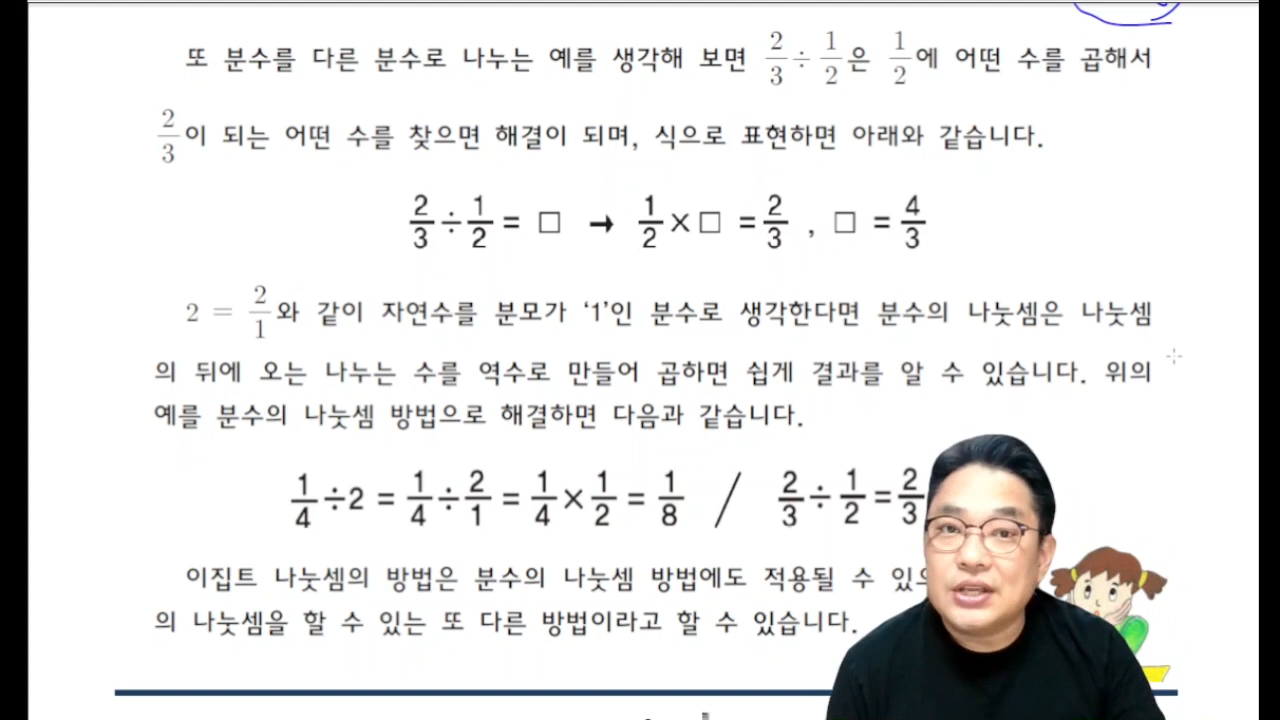 또 분수를 다른 분수로 나누는 예를 생각해 보면 2/3 ÷ 1/2은 1/2에 어떤 수를 곱해서
2/3이 되는 어떤 수를 찾으면 해결이 되며, 식으로 표현하면 아래와 같습니다.
2/3 ÷ 1/2 = □ → 1/2 × □ = 2/3 , □ = 4/3
2 = 2/1와 같이 자연수를 분모가 '1'인 분수로 생각한다면 분수의 나눗셈은 나눗셈
의 뒤에 오는 나누는 수를 역수로 만들어 곱하면 쉽게 결과를 알 수 있습니다. 위의
예를 분수의 나눗셈 방법으로 해결하면 다음과 같습니다.
1/4 ÷ 2 = 1/4 ÷ 2/1 = 1/4 × 1/2 = 1/8 / 2/3 ÷ 1/2 = 2/3
이집트 나눗셈의 방법은 분수의 나눗셈 방법에도 적용될 수
의 나눗셈을 할 수 있는 또 다른 방법이라고 할 수 있습니다.